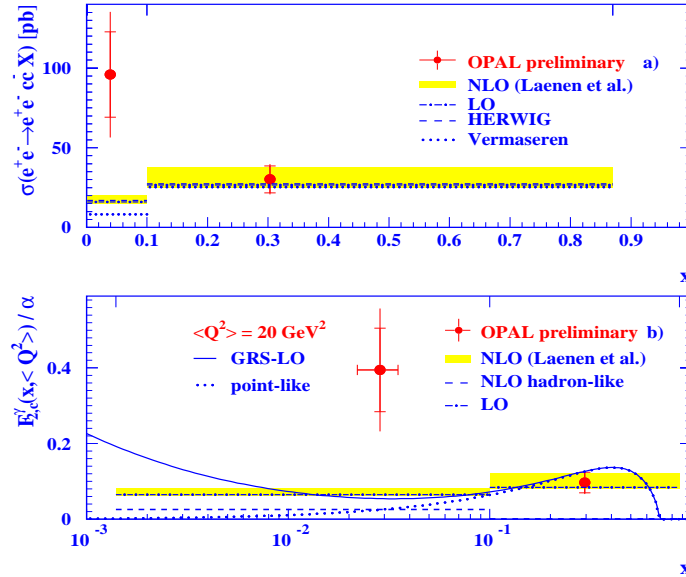 σ(e⁺e⁻→e⁺e⁻ cc̄ X) [pb]
100
50
0
OPAL preliminary a)
NLO (Laenen et al.)
LO
HERWIG
Vermaseren
0 0.1 0.2 0.3 0.4 0.5 0.6 0.7 0.8 0.9
x
F₂,c^γ(x,< Q²>) / α
0.4
0.2
0
<Q²> = 20 GeV²
GRS-LO
point-like
OPAL preliminary b)
NLO (Laenen et al.)
NLO hadron-like
LO
10⁻³ 10⁻² 10⁻¹
x